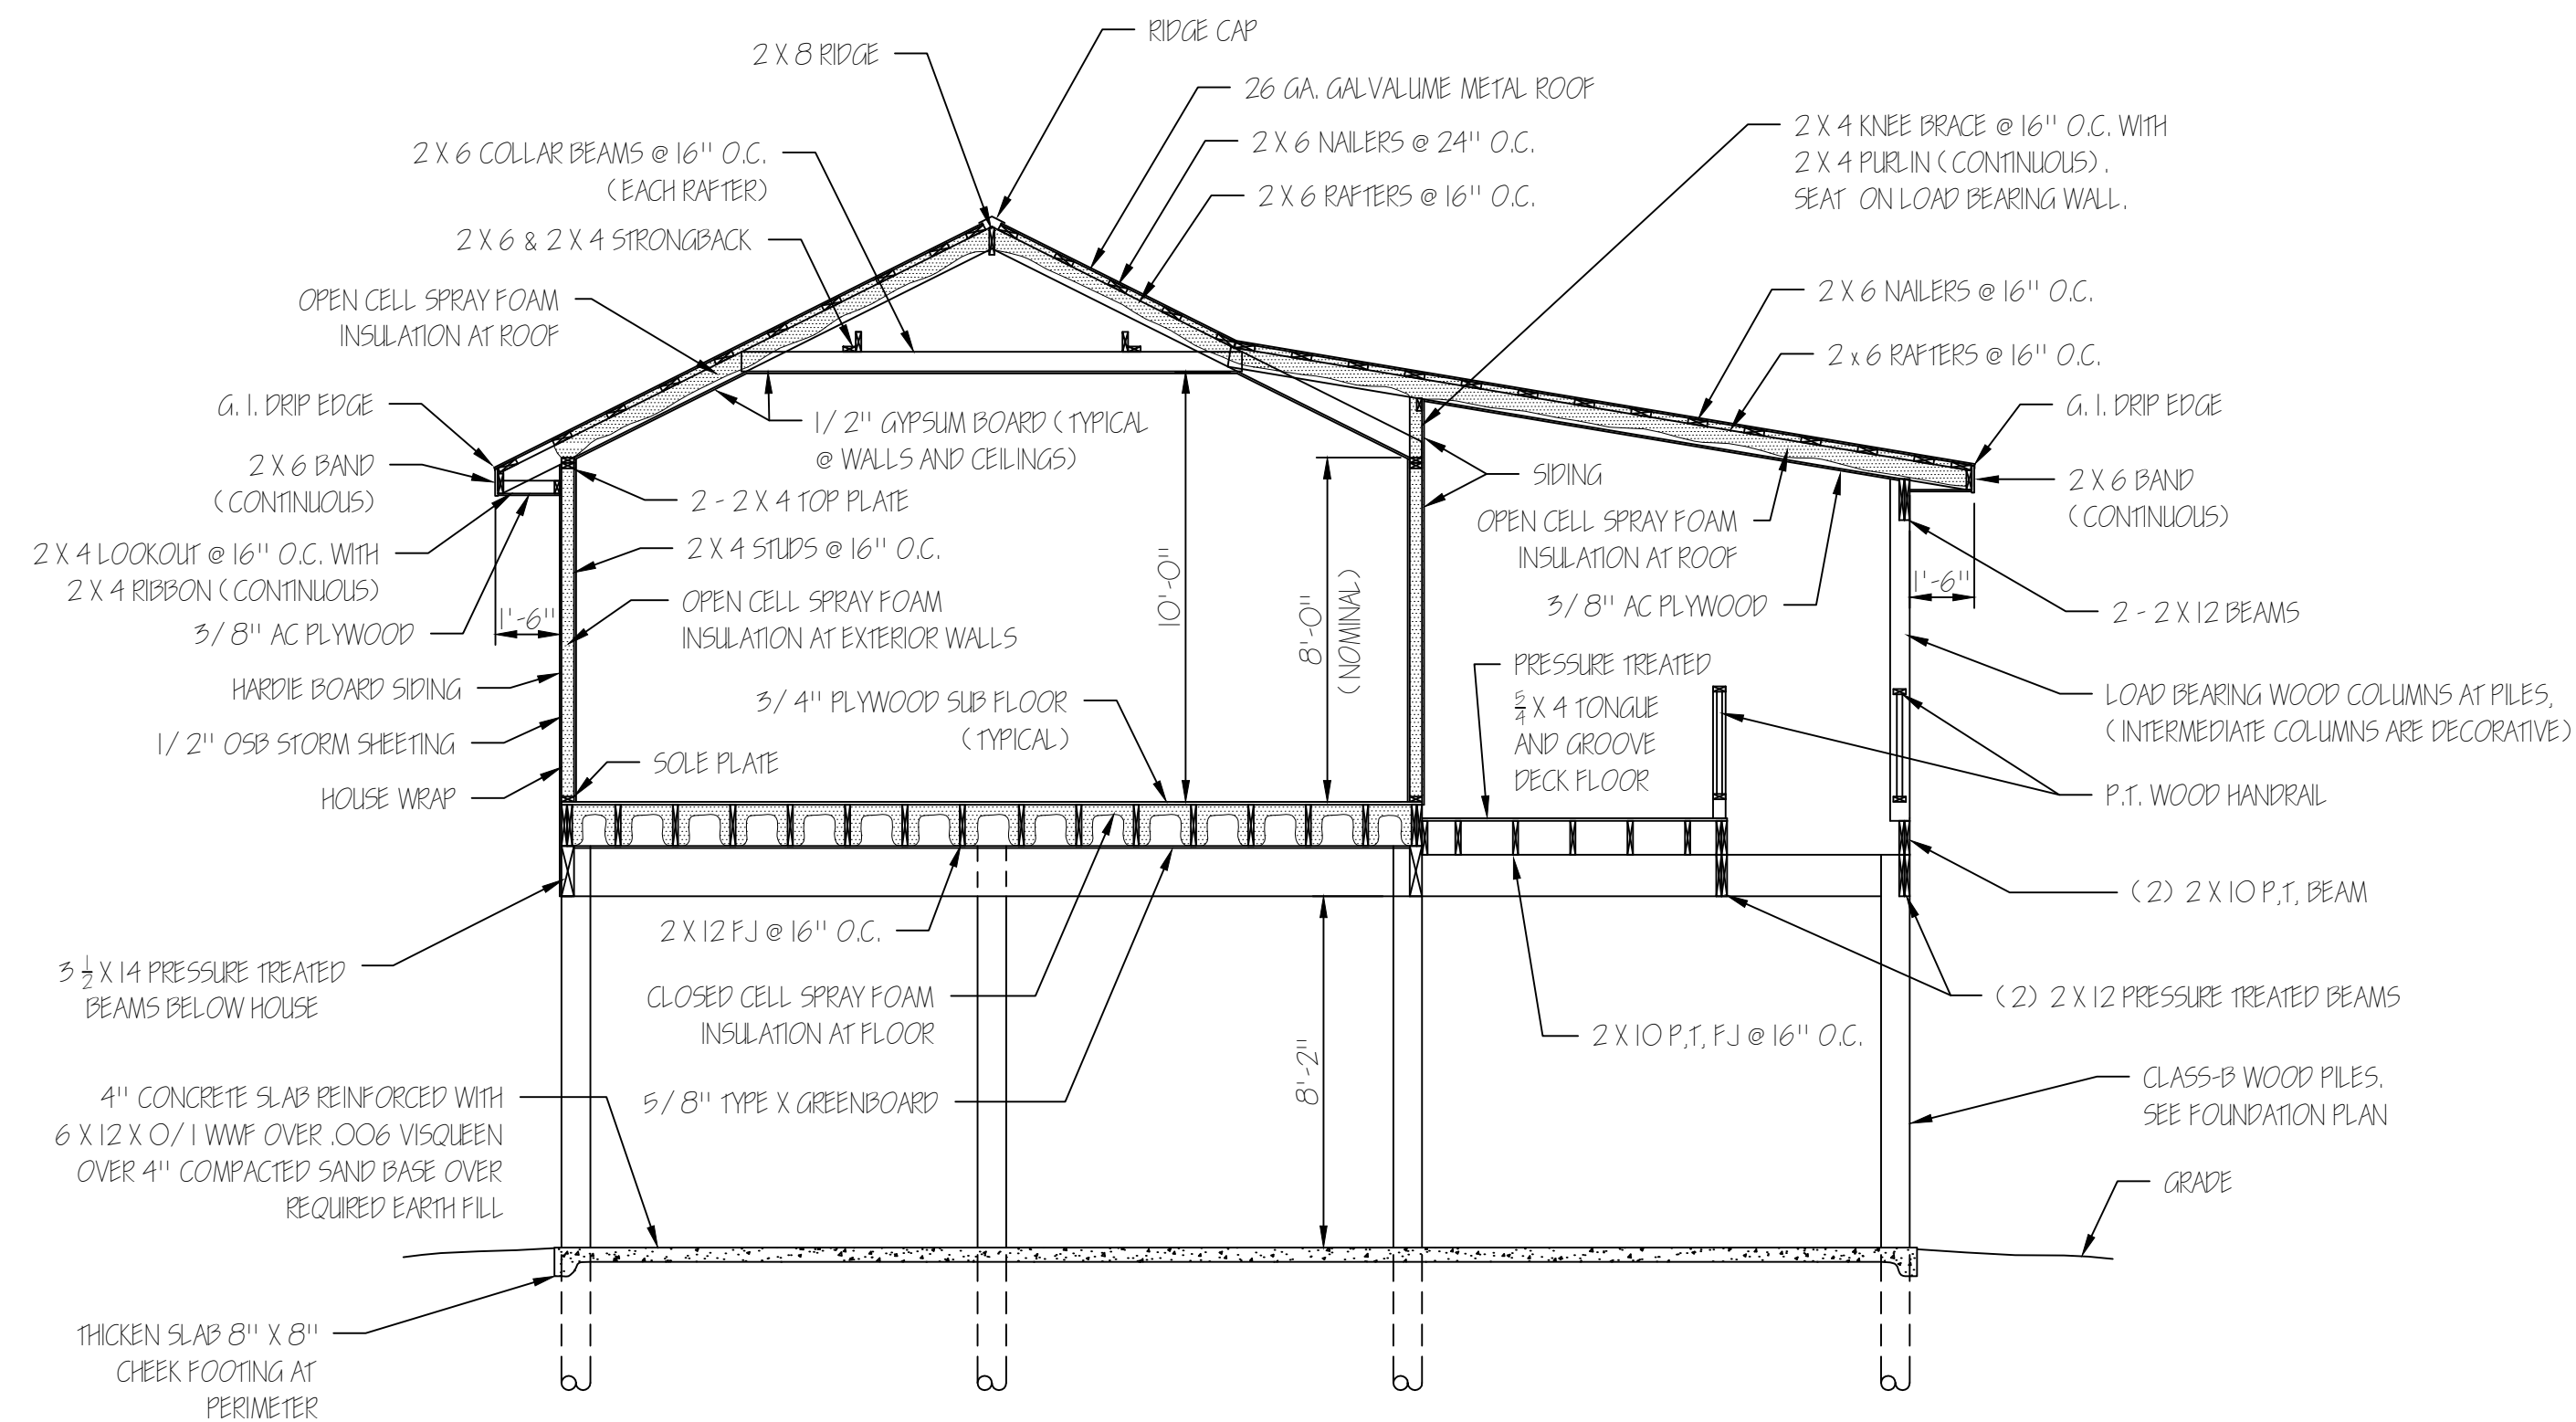 RIDGE CAP
2 X 8 RIDGE
26 GA. GALVALUME METAL ROOF
2 X 6 NAILERS @ 24" O.C.
2 X 6 RAFTERS @ 16" O.C.
2 X 6 COLLAR BEAMS @ 16" O.C.
(EACH RAFTER)
2 X 6 & 2 X 4 STRONGBACK
OPEN CELL SPRAY FOAM
INSULATION AT ROOF
G. I. DRIP EDGE
2 X 6 BAND
(CONTINUOUS)
2 X 4 LOOKOUT @ 16" O.C. WITH
2 X 4 RIBBON (CONTINUOUS)
3/8" AC PLYWOOD
1'-6"
HARDIE BOARD SIDING
1/2" OSB STORM SHEETING
HOUSE WRAP
1/2" GYPSUM BOARD (TYPICAL
@ WALLS AND CEILINGS)
2 - 2 X 4 TOP PLATE
2 X 4 STUDS @ 16" O.C.
OPEN CELL SPRAY FOAM
INSULATION AT EXTERIOR WALLS
3/4" PLYWOOD SUB FLOOR
(TYPICAL)
SOLE PLATE
10'-0"
8'-0"
(NOMINAL)
2 X 4 KNEE BRACE @ 16" O.C. WITH
2 X 4 PURLIN (CONTINUOUS).
SEAT ON LOAD BEARING WALL.
2 X 6 NAILERS @ 16" O.C.
2 x 6 RAFTERS @ 16" O.C.
G. I. DRIP EDGE
SIDING
2 X 6 BAND
(CONTINUOUS)
OPEN CELL SPRAY FOAM
INSULATION AT ROOF
3/8" AC PLYWOOD
1'-6"
2 - 2 X 12 BEAMS
PRESSURE TREATED
5/4 X 4 TONGUE
AND GROOVE
DECK FLOOR
LOAD BEARING WOOD COLUMNS AT PILES,
(INTERMEDIATE COLUMNS ARE DECORATIVE)
P.T. WOOD HANDRAIL
(2) 2 X 10 P,T, BEAM
(2) 2 X 12 PRESSURE TREATED BEAMS
2 X 10 P,T, FJ @ 16" O.C.
2 X 12 FJ @ 16" O.C.
3 1/2 X 14 PRESSURE TREATED
BEAMS BELOW HOUSE
CLOSED CELL SPRAY FOAM
INSULATION AT FLOOR
5/8" TYPE X GREENBOARD
8'-2"
CLASS-B WOOD PILES.
SEE FOUNDATION PLAN
GRADE
4" CONCRETE SLAB REINFORCED WITH
6 X 12 X 0/1 WWF OVER .006 VISQUEEN
OVER 4" COMPACTED SAND BASE OVER
REQUIRED EARTH FILL
THICKEN SLAB 8" X 8"
CHEEK FOOTING AT
PERIMETER